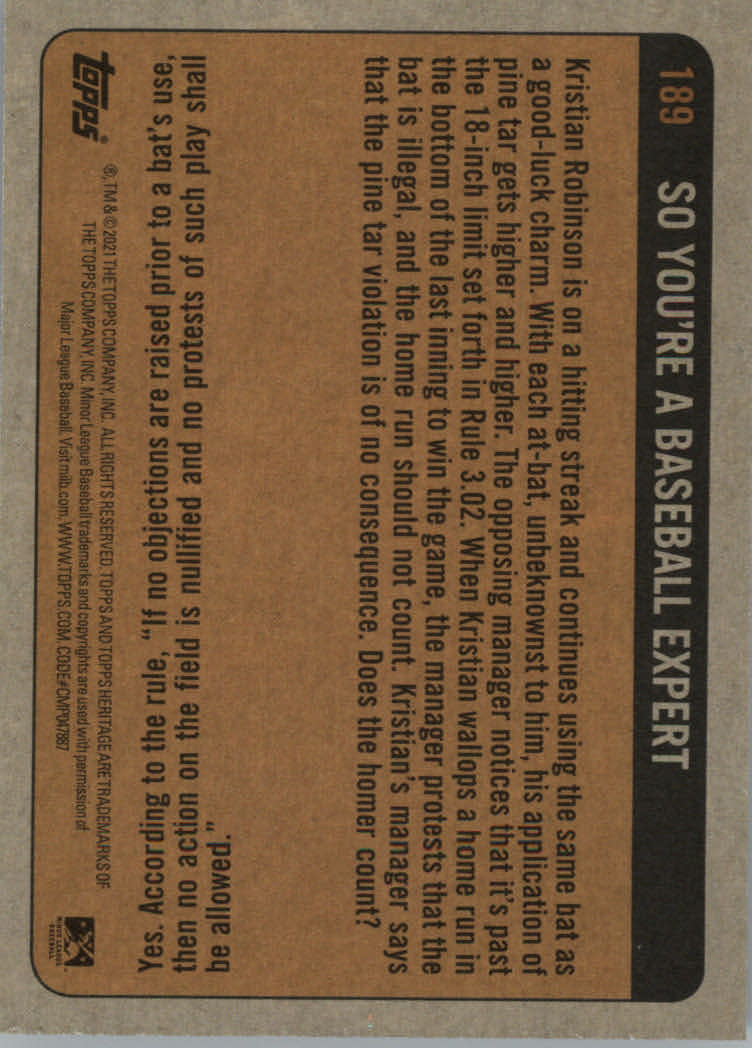 189 SO YOU'RE A BASEBALL EXPERT
Kristian Robinson is on a hitting streak and continues using the same bat as
a good-luck charm. With each at-bat, unbeknownst to him, his application of
pine tar gets higher and higher. The opposing manager notices that it's past
the 18-inch limit set forth in Rule 3.02. When Kristian wallops a home run in
the bottom of the last inning to win the game, the manager protests that the
bat is illegal, and the home run should not count. Kristian's manager says
that the pine tar violation is of no consequence. Does the homer count?
Yes. According to the rule, "If no objections are raised prior to a bat's use,
then no action on the field is nullified and no protests of such play shall
be allowed."
topps®
®, TM & © 2021 THE TOPPS COMPANY, INC. ALL RIGHTS RESERVED. TOPPS AND TOPPS HERITAGE ARE TRADEMARKS OF
THE TOPPS COMPANY, INC. Minor League Baseball trademarks and copyrights are used with permission of
Major League Baseball. Visit milb.com. WWW.TOPPS.COM. CODE#CMP047887
MINOR LEAGUE
BASEBALL